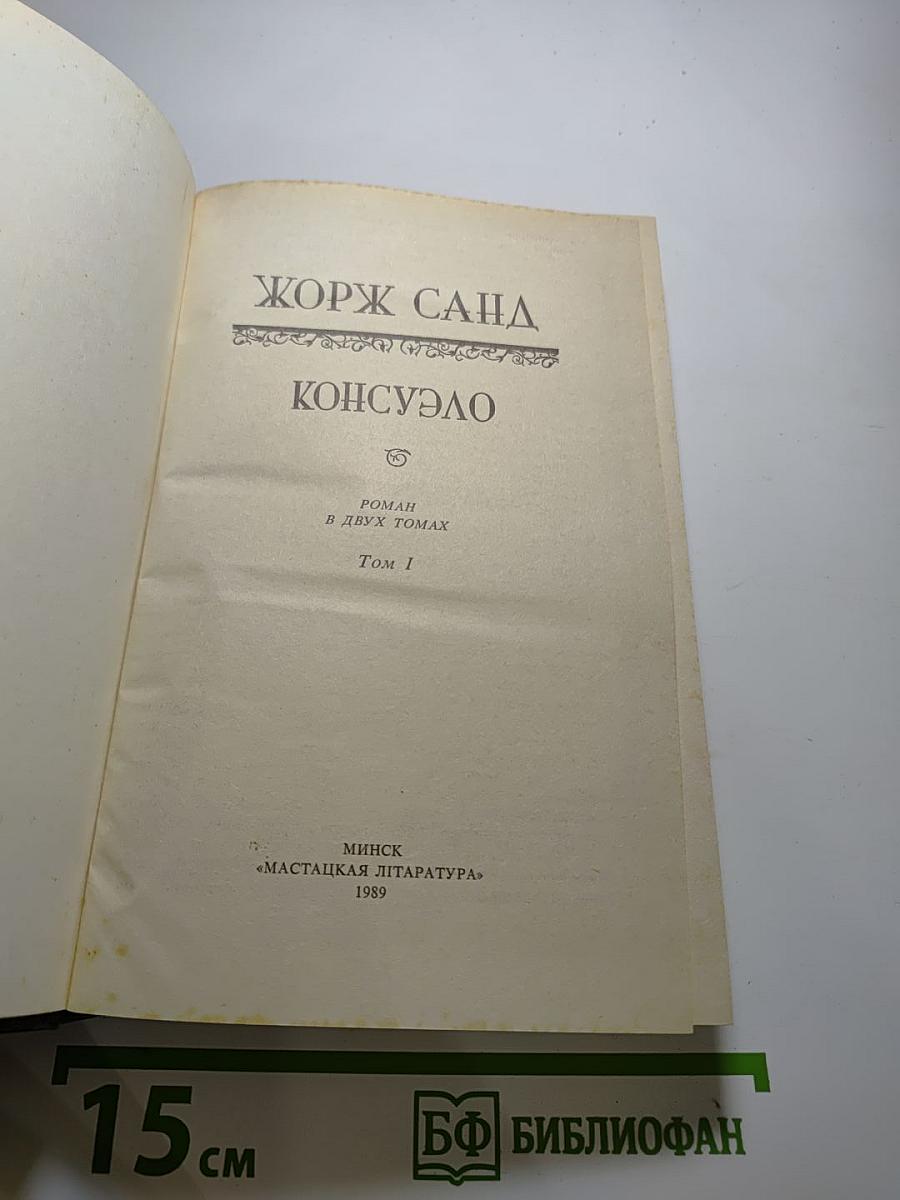 ЖОРЖ САНД
КОНСУЭЛО
РОМАН
В ДВУХ ТОМАХ
Том I
МИНСК
«МАСТАЦКАЯ ЛІТАРАТУРА»
1989
15 см
БФ БИБЛИОФАН